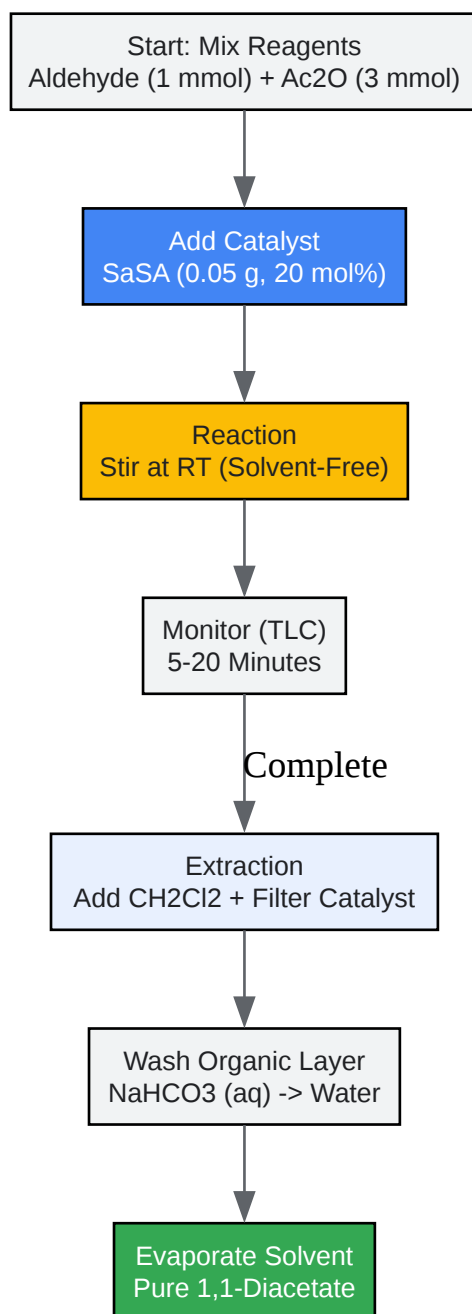 Start: Mix Reagents
Aldehyde (1 mmol) + Ac2O (3 mmol)
Add Catalyst
SaSA (0.05 g, 20 mol%)
Reaction
Stir at RT (Solvent-Free)
Monitor (TLC)
5-20 Minutes
Complete
Extraction
Add CH2Cl2 + Filter Catalyst
Wash Organic Layer
NaHCO3 (aq) -> Water
Evaporate Solvent
Pure 1,1-Diacetate